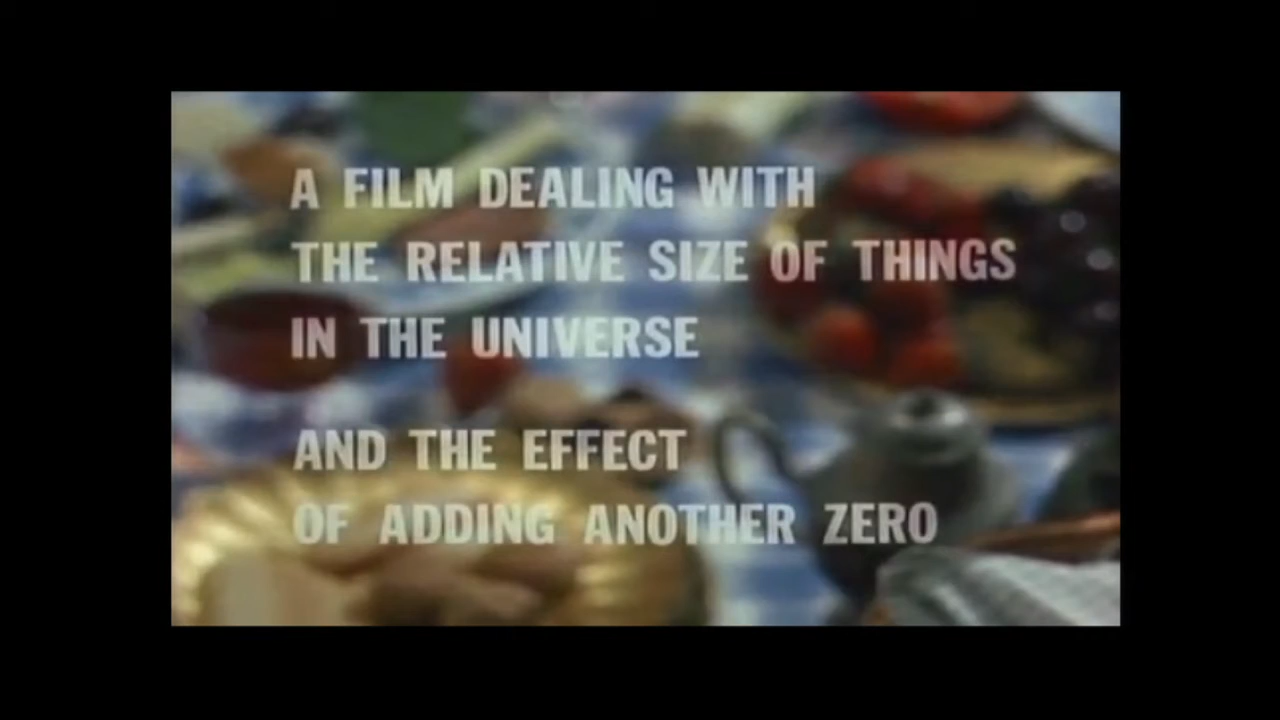 A FILM DEALING WITH
THE RELATIVE SIZE OF THINGS
IN THE UNIVERSE
AND THE EFFECT
OF ADDING ANOTHER ZERO